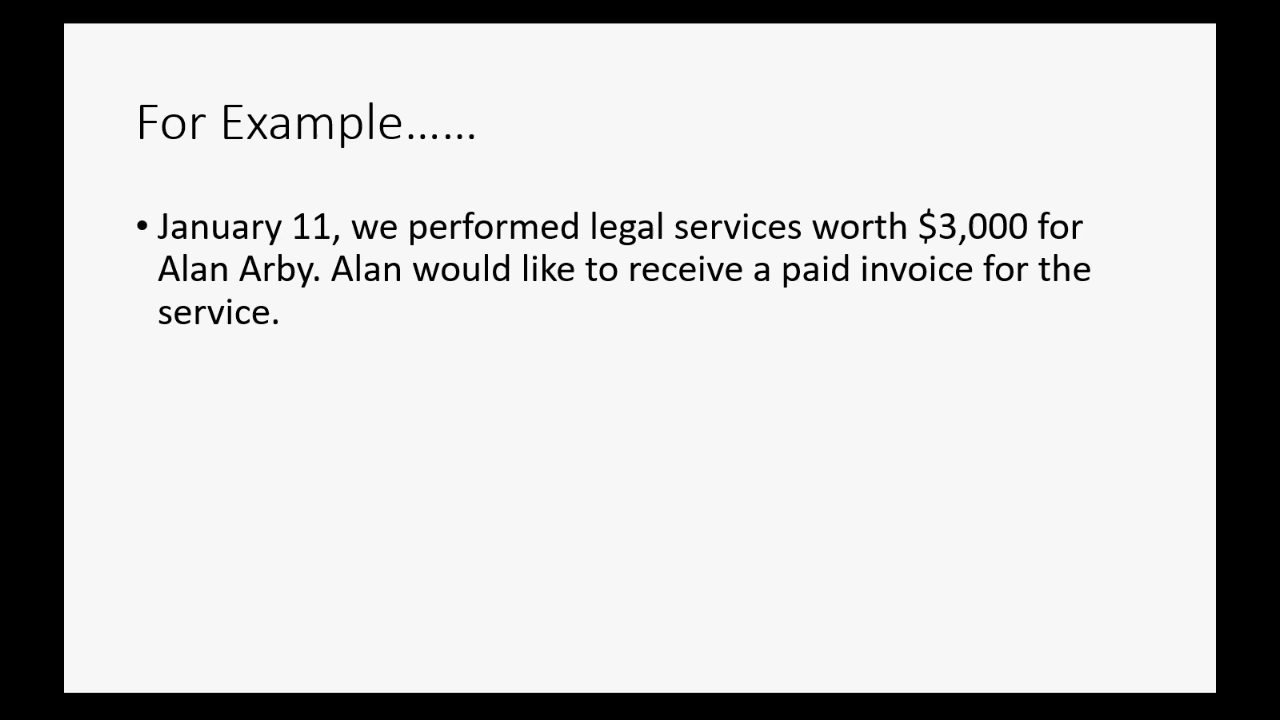 For Example......
• January 11, we performed legal services worth $3,000 for
Alan Arby. Alan would like to receive a paid invoice for the
service.